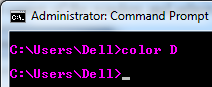 Administrator: Command Prompt
C:\Users\Dell>color D
C:\Users\Dell>